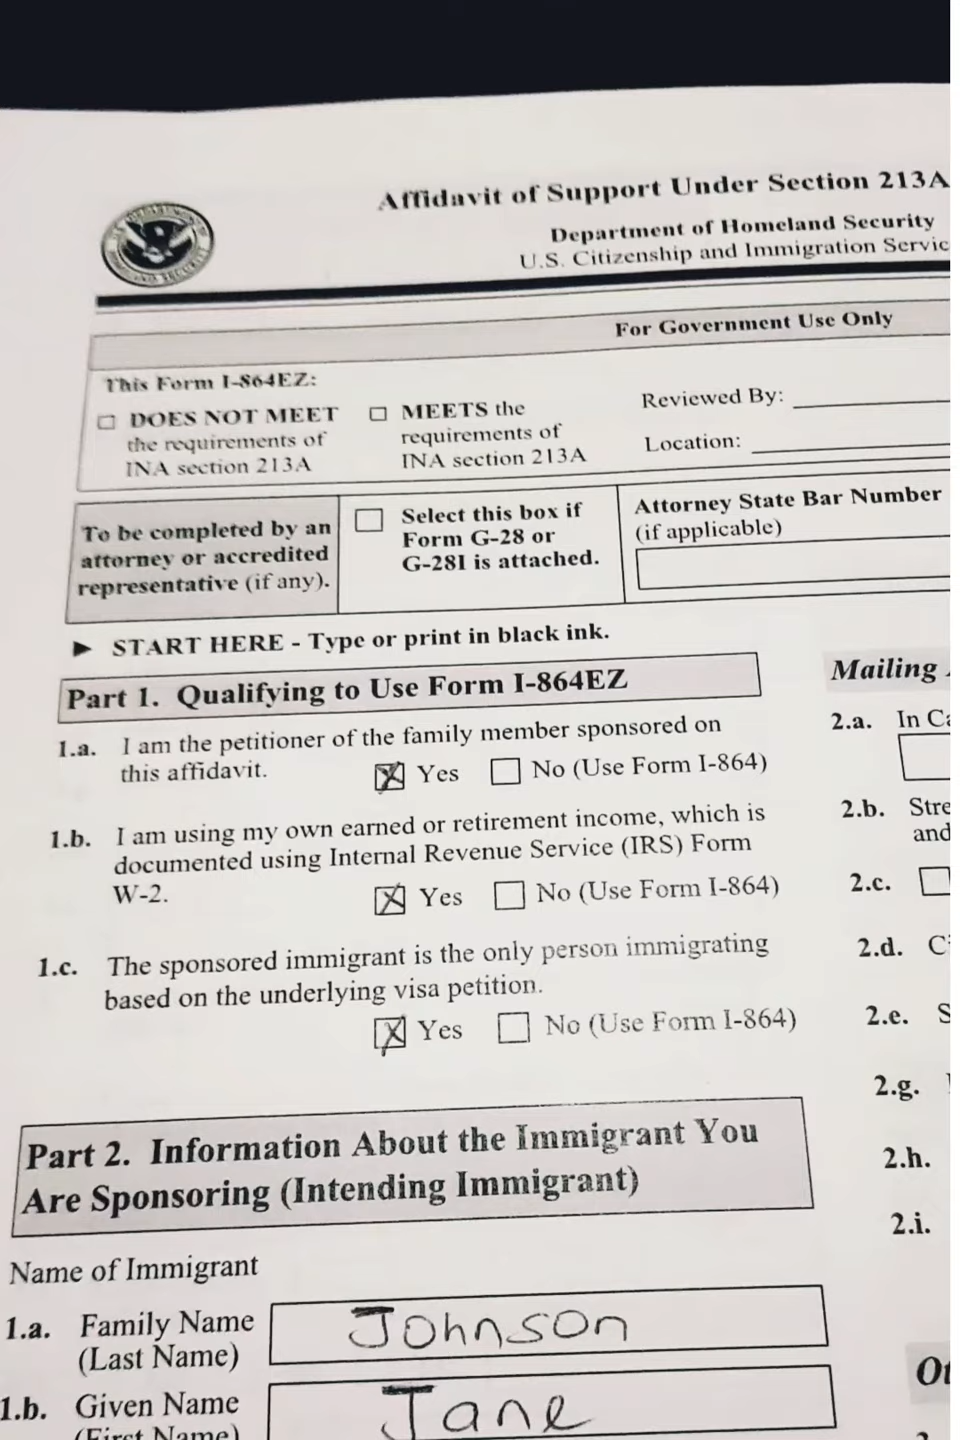 Affidavit of Support Under Section 213A
Department of Homeland Security
U.S. Citizenship and Immigration Servic
For Government Use Only
This Form I-864EZ:
☐ DOES NOT MEET
the requirements of
INA section 213A
☐ MEETS the
requirements of
INA section 213A
Reviewed By:
Location:
To be completed by an
attorney or accredited
representative (if any).
☐ Select this box if
Form G-28 or
G-28I is attached.
Attorney State Bar Number
(if applicable)
► START HERE - Type or print in black ink.
Part 1. Qualifying to Use Form I-864EZ
1.a. I am the petitioner of the family member sponsored on
this affidavit. ☒ Yes ☐ No (Use Form I-864)
1.b. I am using my own earned or retirement income, which is
documented using Internal Revenue Service (IRS) Form
W-2. ☒ Yes ☐ No (Use Form I-864)
1.c. The sponsored immigrant is the only person immigrating
based on the underlying visa petition.
☒ Yes ☐ No (Use Form I-864)
Part 2. Information About the Immigrant You
Are Sponsoring (Intending Immigrant)
Name of Immigrant
1.a. Family Name
(Last Name)
Johnson
1.b. Given Name
(First Name)
Jane
Mailing
2.a. In Ca
2.b. Stre
and
2.c. ☐
2.d. C
2.e. S
2.g.
2.h.
2.i.
Ot